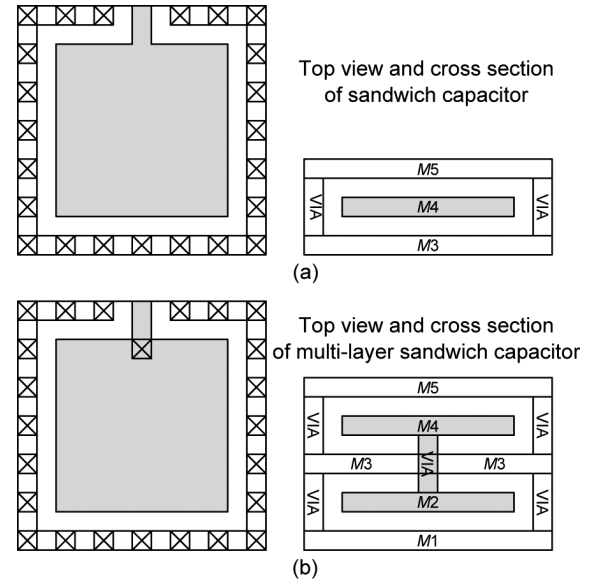 Top view and cross section
of sandwich capacitor
M5
VIA
M4
VIA
M3
(a)
Top view and cross section
of multi-layer sandwich capacitor
M5
VIA
M4
VIA
M3
VIA
M3
VIA
M2
VIA
M1
(b)